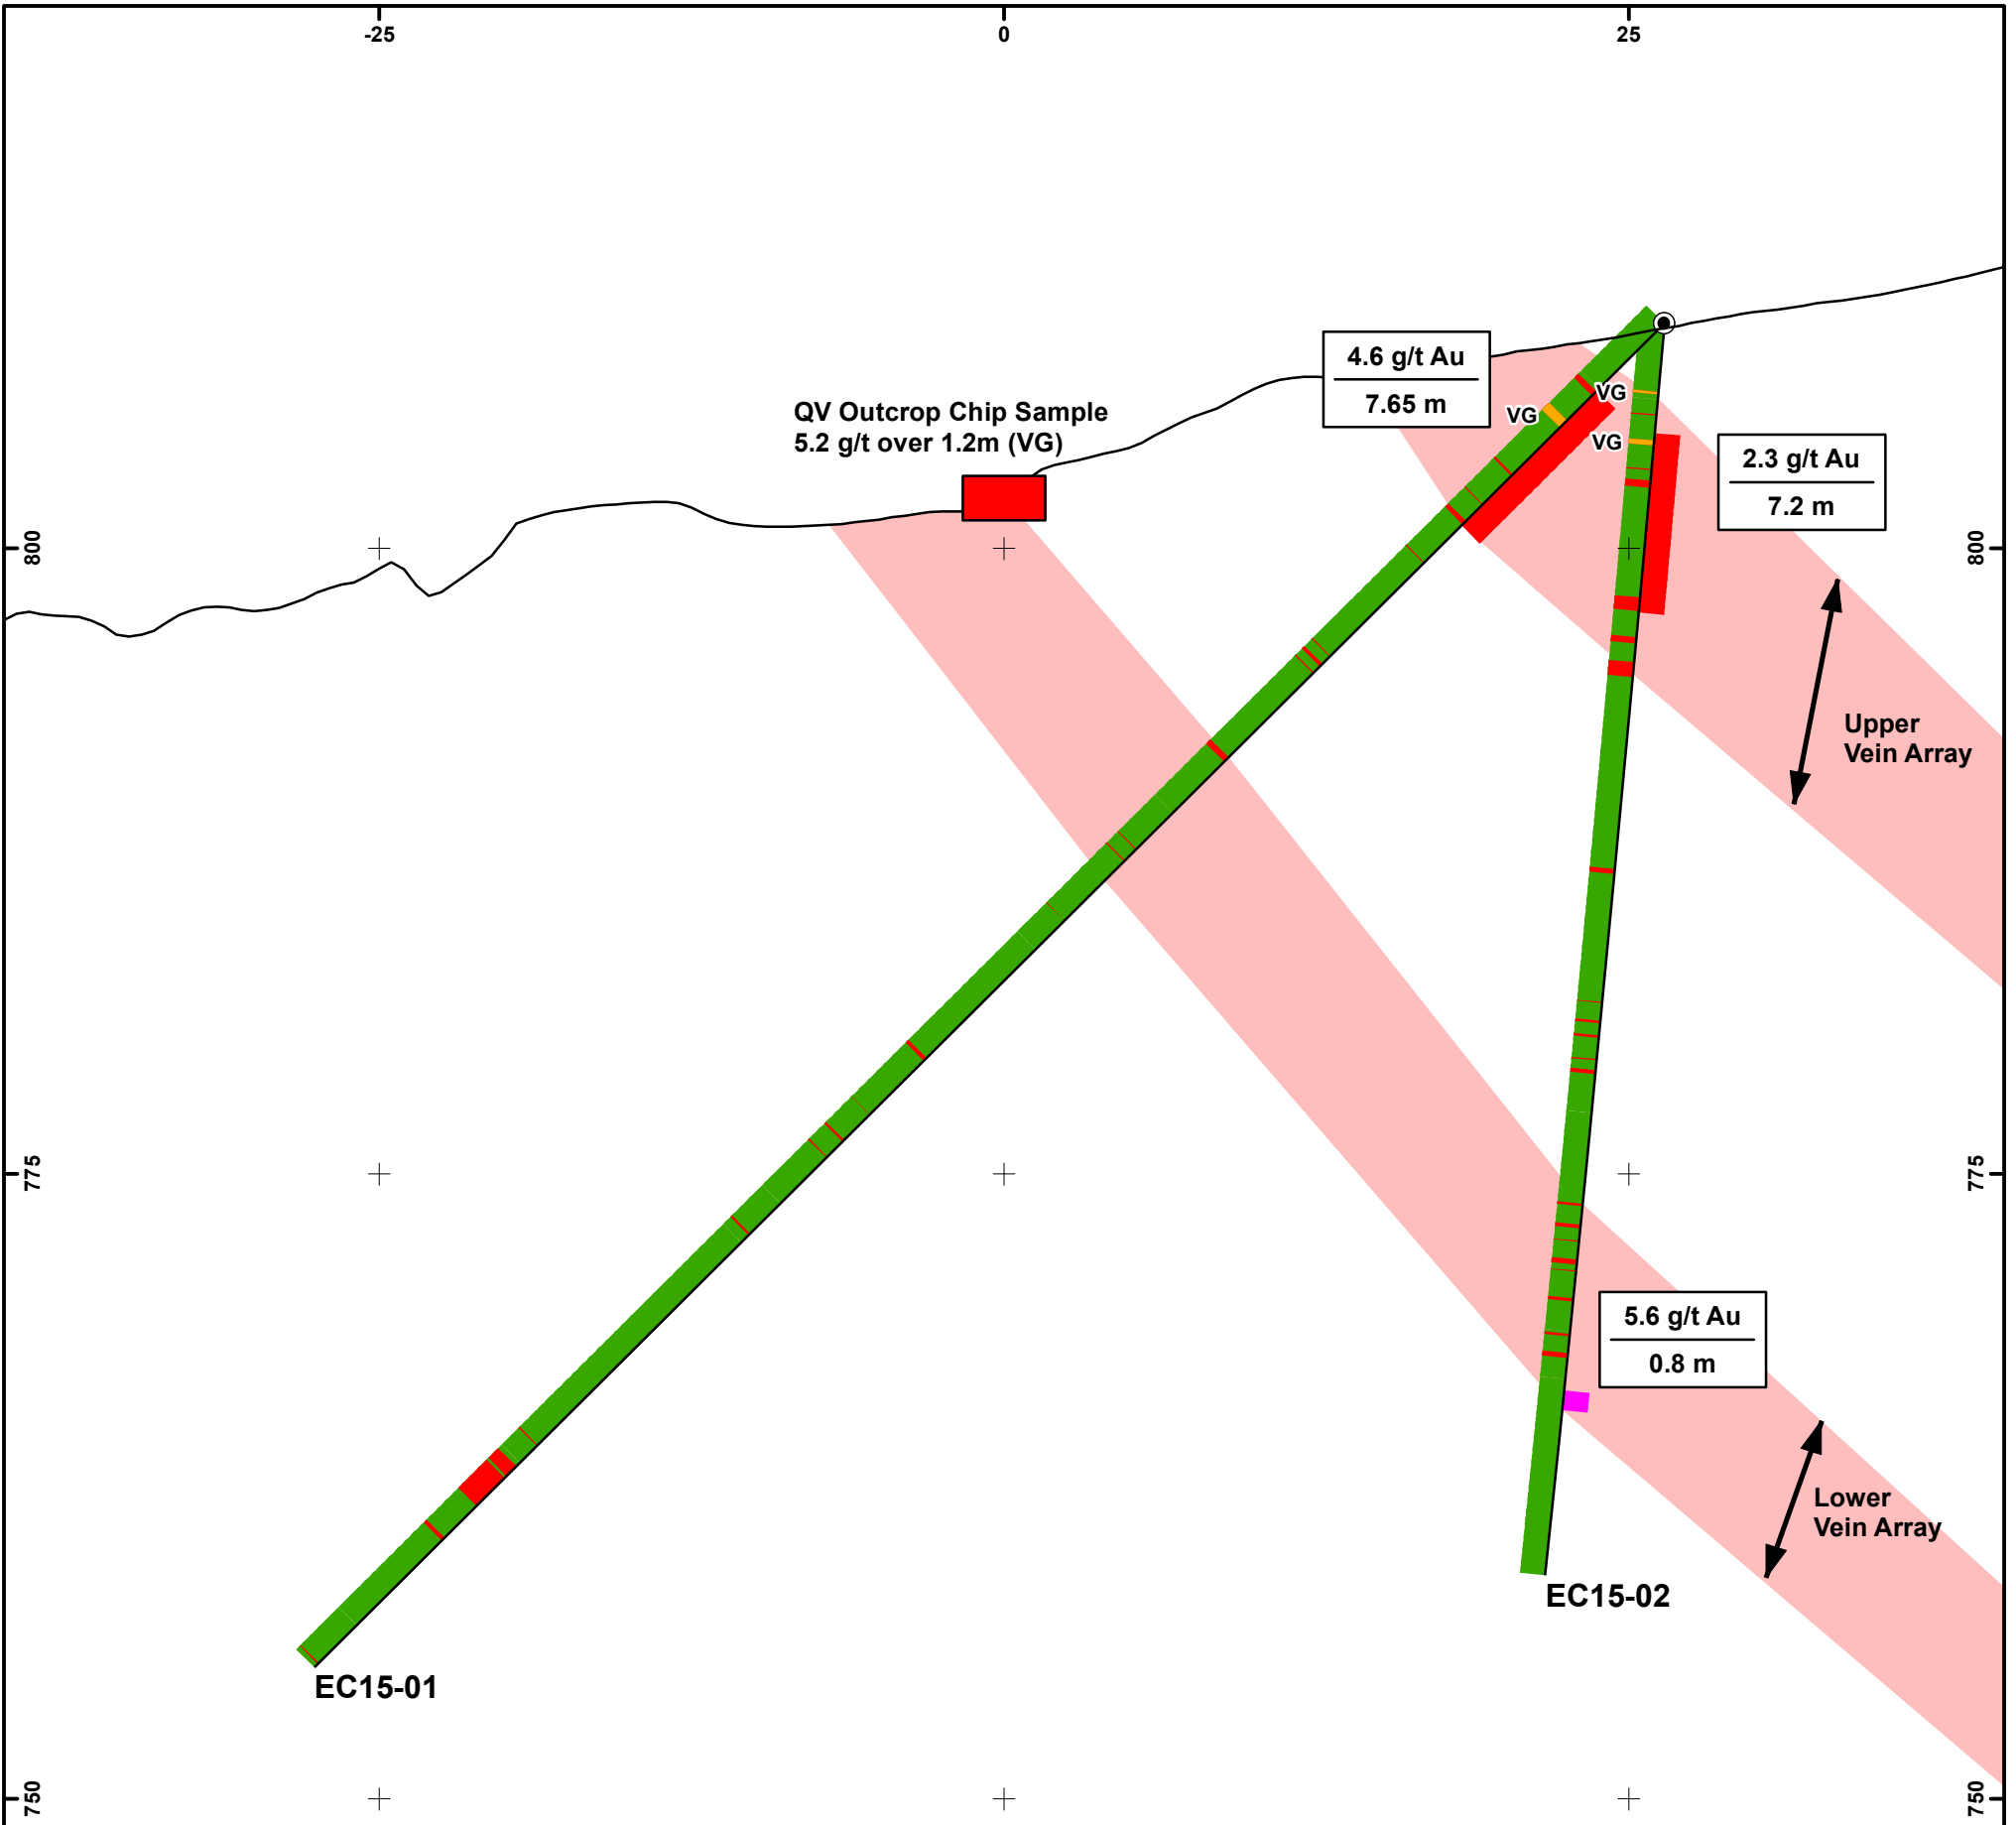 -25
0
25
4.6 g/t Au
7.65 m
QV Outcrop Chip Sample
5.2 g/t over 1.2m (VG)
VG
VG
VG
2.3 g/t Au
7.2 m
800
800
Upper
Vein Array
775
775
5.6 g/t Au
0.8 m
Lower
Vein Array
EC15-02
EC15-01
750
750